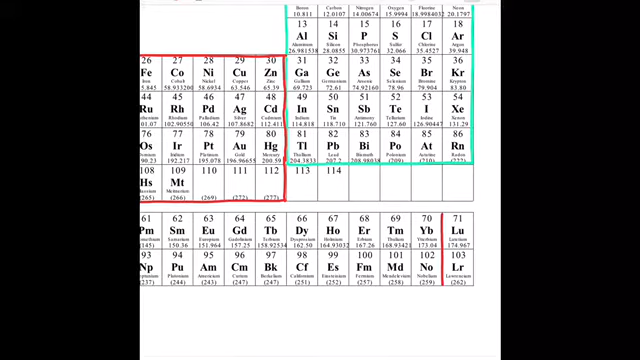 Boron Carbon Nitrogen Oxygen Fluorine Neon
10.811 12.0107 14.00674 15.9994 18.9984032 20.1797
13 14 15 16 17 18
Al Si P S Cl Ar
Aluminum Silicon Phosphorus Sulfur Chlorine Argon
26.981538 28.0855 30.973761 32.066 35.4527 39.948
26 27 28 29 30 31 32 33 34 35 36
Fe Co Ni Cu Zn Ga Ge As Se Br Kr
Iron Cobalt Nickel Copper Zinc Gallium Germanium Arsenic Selenium Bromine Krypton
5.845 58.933200 58.6934 63.546 65.39 69.723 72.61 74.92160 78.96 79.904 83.80
44 45 46 47 48 49 50 51 52 53 54
Ru Rh Pd Ag Cd In Sn Sb Te I Xe
Rhodium Palladium Silver Cadmium Indium Tin Antimony Tellurium Iodine Xenon
01.07 102.90550 106.42 107.8682 112.411 114.818 118.710 121.760 127.60 126.90447 131.29
76 77 78 79 80 81 82 83 84 85 86
Os Ir Pt Au Hg Tl Pb Bi Po At Rn
Iridium Platinum Gold Mercury Thallium Lead Bismuth Polonium Astatine Radon
90.23 192.217 195.078 196.96655 200.59 204.3833 207.2 208.98038 (209) (210) (222)
108 109 110 111 112 113 114
Hs Mt
Meitnerium
(265) (266) (269) (272) (277)
61 62 63 64 65 66 67 68 69 70 71
Pm Sm Eu Gd Tb Dy Ho Er Tm Yb Lu
Samarium Europium Gadolinium Terbium Dysprosium Holmium Erbium Thulium Ytterbium Lutetium
(145) 150.36 151.964 157.25 158.92534 162.50 164.93032 167.26 168.93421 173.04 174.967
93 94 95 96 97 98 99 100 101 102 103
Np Pu Am Cm Bk Cf Es Fm Md No Lr
Plutonium Americium Curium Berkelium Californium Einsteinium Fermium Mendelevium Nobelium Lawrencium
(237) (244) (243) (247) (247) (251) (252) (257) (258) (259) (262)